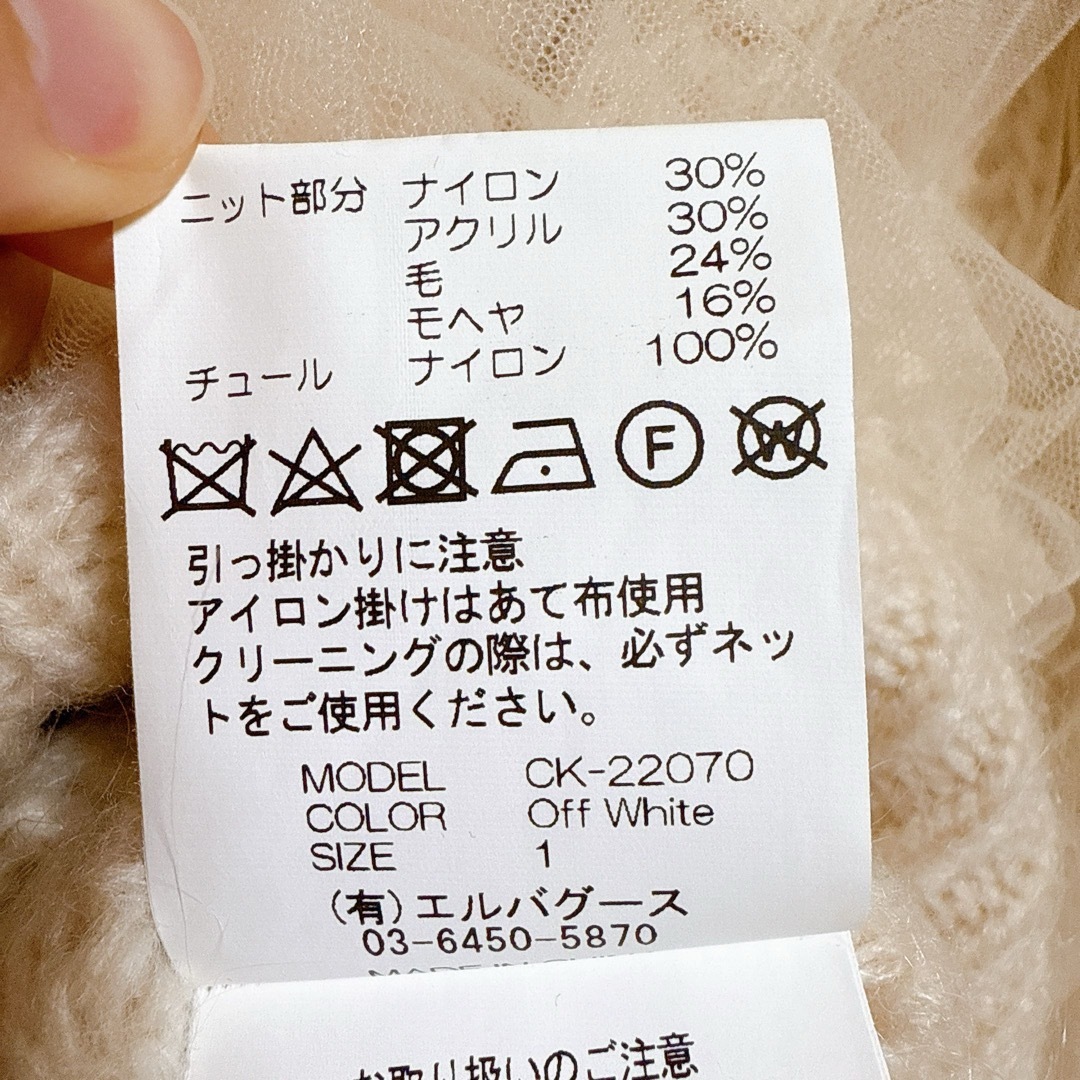 ニット部分 ナイロン 30%
アクリル 30%
毛 24%
モヘヤ 16%
チュール ナイロン 100%
F W
引っ掛かりに注意
アイロン掛けはあて布使用
クリーニングの際は、必ずネッ
トをご使用ください。
MODEL CK-22070
COLOR Off White
SIZE 1
(有)エルバグース
03-6450-5870
MADE IN
お取り扱いのご注意